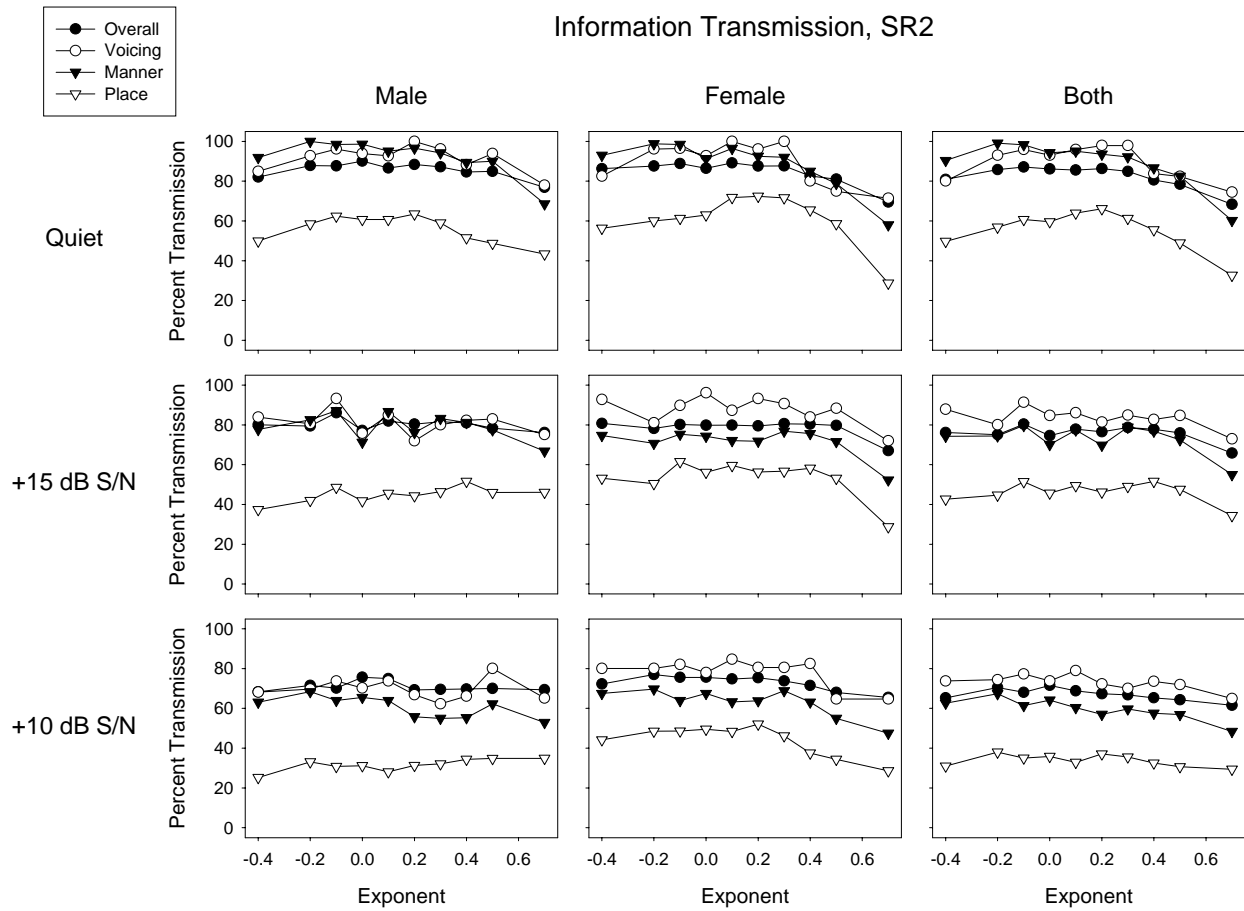 Information Transmission, SR2
Overall
Voicing
Manner
Place
Male
Female
Both
Quiet
Percent Transmission
100
80
60
40
20
0
+15 dB S/N
Percent Transmission
100
80
60
40
20
0
+10 dB S/N
Percent Transmission
100
80
60
40
20
0
-0.4 -0.2 0.0 0.2 0.4 0.6
-0.4 -0.2 0.0 0.2 0.4 0.6
-0.4 -0.2 0.0 0.2 0.4 0.6
Exponent
Exponent
Exponent